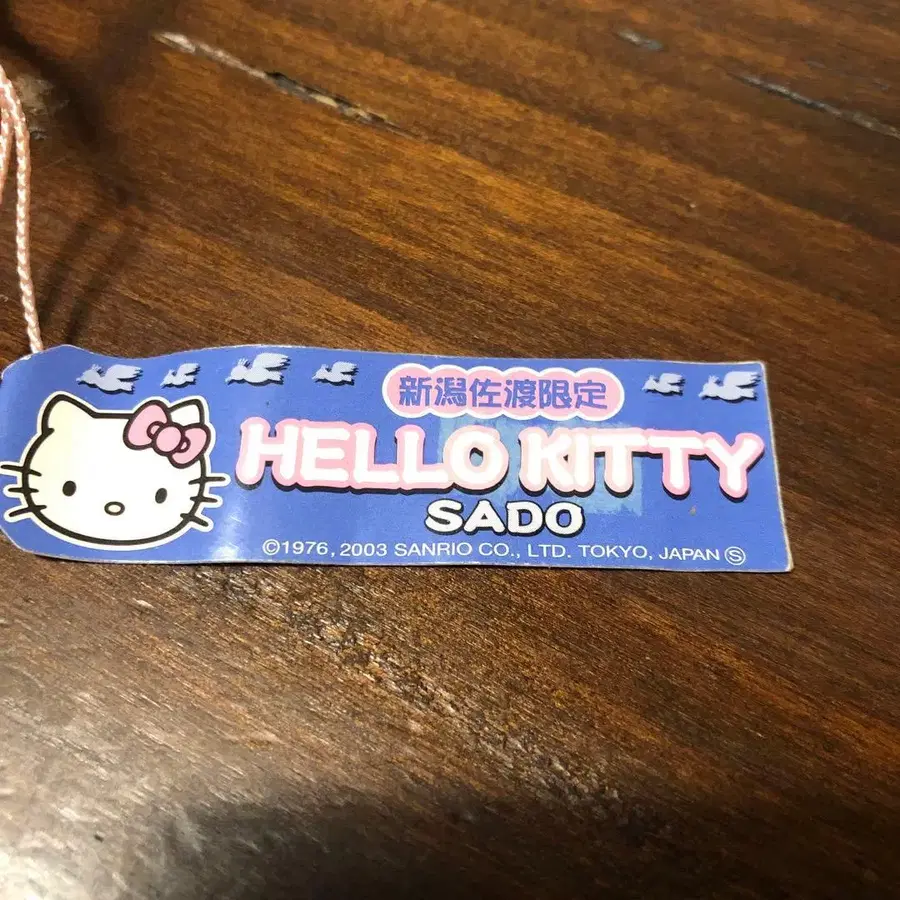 新潟佐渡限定
HELLO KITTY
SADO
©1976, 2003 SANRIO CO., LTD. TOKYO, JAPAN Ⓢ